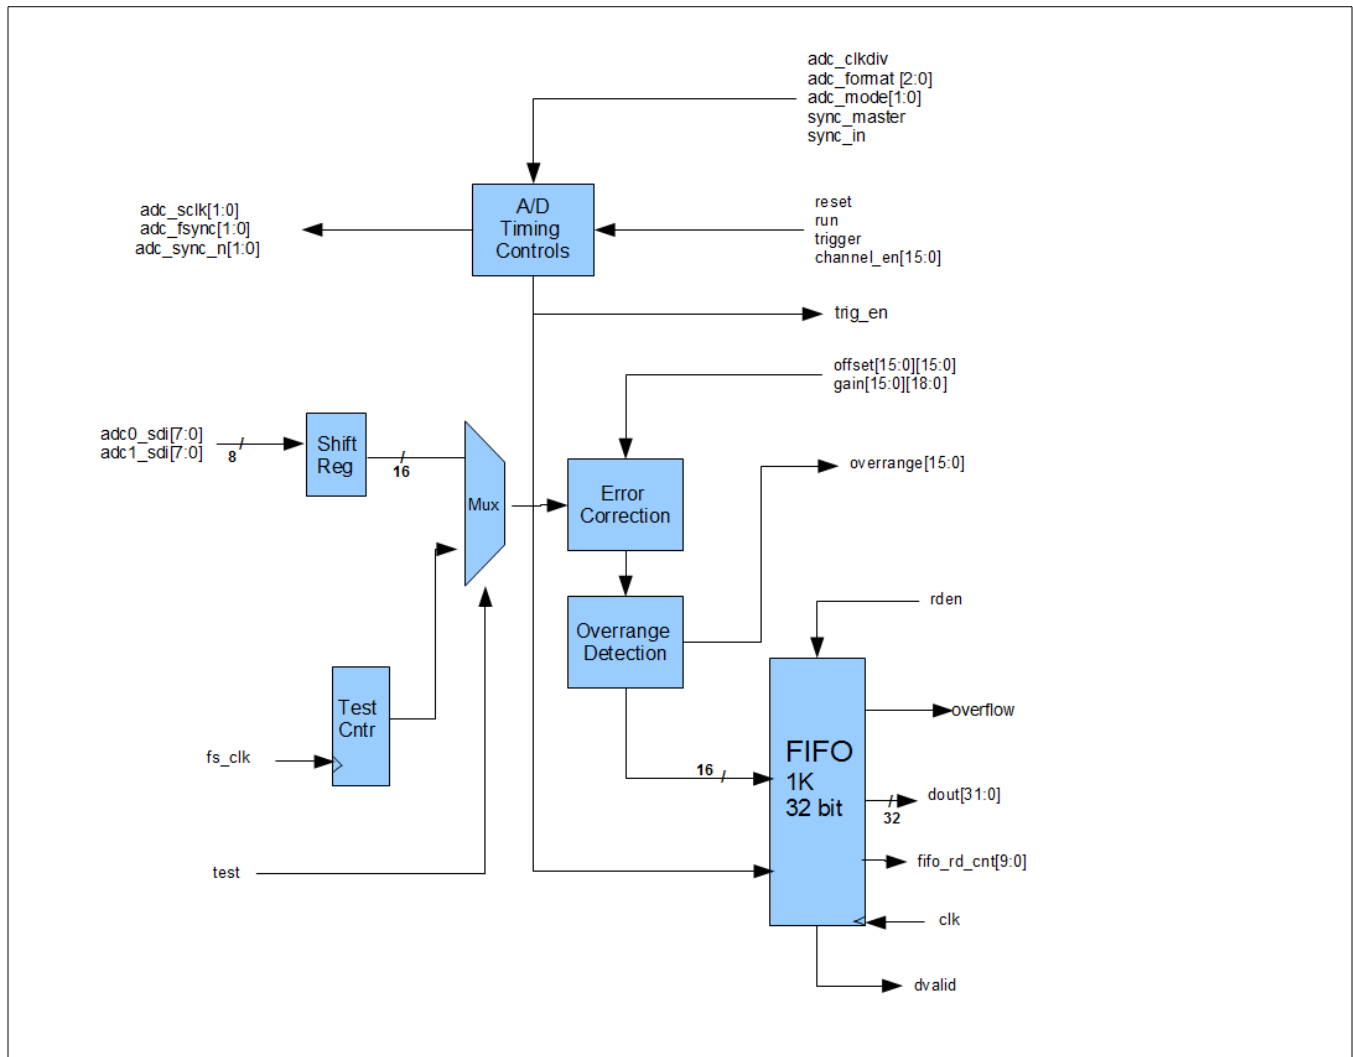 adc_clkdiv
adc_format [2:0]
adc_mode[1:0]
sync_master
sync_in
A/D
Timing
Controls
adc_sclk[1:0]
adc_fsync[1:0]
adc_sync_n[1:0]
reset
run
trigger
channel_en[15:0]
trig_en
offset[15:0][15:0]
gain[15:0][18:0]
adc0_sdi[7:0]
adc1_sdi[7:0]
8
Shift
Reg
16
Mux
Error
Correction
overrange[15:0]
Overrange
Detection
rden
Test
Cntr
fs_clk
16
FIFO
1K
32 bit
overflow
dout[31:0]
32
fifo_rd_cnt[9:0]
test
clk
dvalid